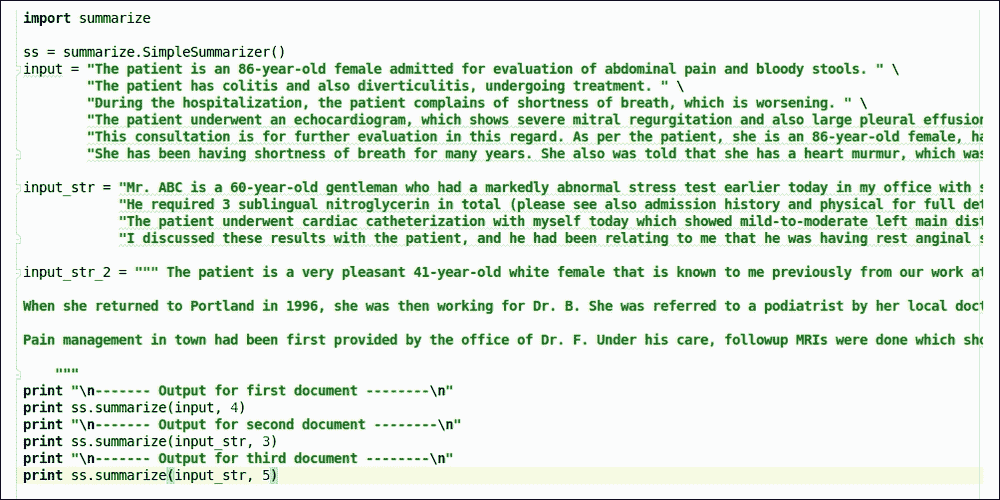 import summarize
ss = summarize.SimpleSummarizer()
input = "The patient is an 86-year-old female admitted for evaluation of abdominal pain and bloody stools. " \
"The patient has colitis and also diverticulitis, undergoing treatment. " \
"During the hospitalization, the patient complains of shortness of breath, which is worsening. " \
"The patient underwent an echocardiogram, which shows severe mitral regurgitation and also large pleural effusion
"This consultation is for further evaluation in this regard. As per the patient, she is an 86-year-old female, ha
"She has been having shortness of breath for many years. She also was told that she has a heart murmur, which was
input_str = "Mr. ABC is a 60-year-old gentleman who had a markedly abnormal stress test earlier today in my office with s
"He required 3 sublingual nitroglycerin in total (please see also admission history and physical for full det
"The patient underwent cardiac catheterization with myself today which showed mild-to-moderate left main dist
"I discussed these results with the patient, and he had been relating to me that he was having rest anginal s
input_str_2 = """ The patient is a very pleasant 41-year-old white female that is known to me previously from our work at
When she returned to Portland in 1996, she was then working for Dr. B. She was referred to a podiatrist by her local doct
Pain management in town had been first provided by the office of Dr. F. Under his care, followup MRIs were done which sho
"""
print "\n------- Output for first document --------\n"
print ss.summarize(input, 4)
print "\n------- Output for second document --------\n"
print ss.summarize(input_str, 3)
print "\n------- Output for third document --------\n"
print ss.summarize(input_str, 5)